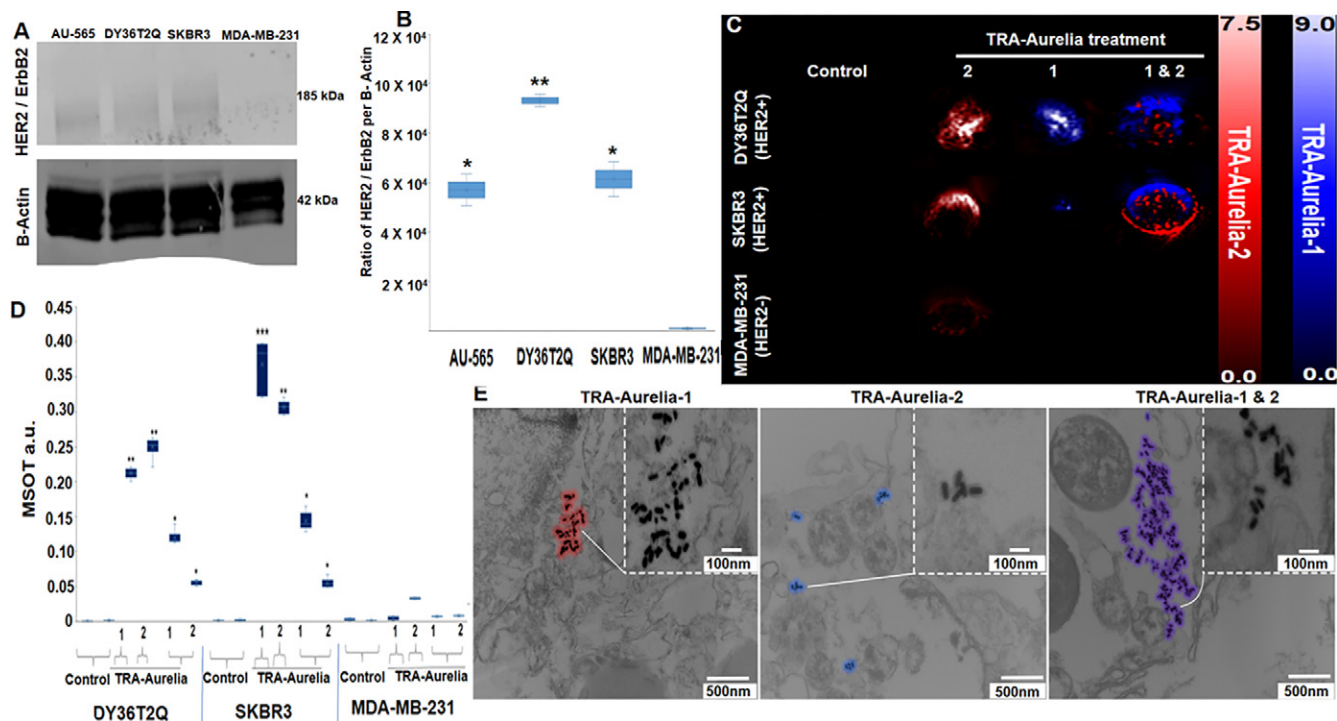 A
AU-565 DY36T2Q SKBR3 MDA-MB-231
HER2 / ErbB2
185 kDa
B-Actin
42 kDa
B
Ratio of HER2 / ErbB2 per B- Actin
12 X 10⁴
10 X 10⁴
8 X 10⁴
6 X 10⁴
4 X 10⁴
2 X 10⁴
*
**
*
AU-565 DY36T2Q SKBR3 MDA-MB-231
C
TRA-Aurelia treatment
Control 2 1 1 & 2
DY36T2Q
(HER2+)
SKBR3
(HER2+)
MDA-MB-231
(HER2-)
7.5
TRA-Aurelia-2
0.0
9.0
TRA-Aurelia-1
0.0
D
MSOT a.u.
0.45
0.40
0.35
0.30
0.25
0.20
0.15
0.10
0.05
0
1 2 1 2 1 2 1 2 1 2 1 2
Control TRA-Aurelia Control TRA-Aurelia Control TRA-Aurelia
DY36T2Q SKBR3 MDA-MB-231
E
TRA-Aurelia-1 TRA-Aurelia-2 TRA-Aurelia-1 & 2
100nm 100nm 100nm
500nm 500nm 500nm